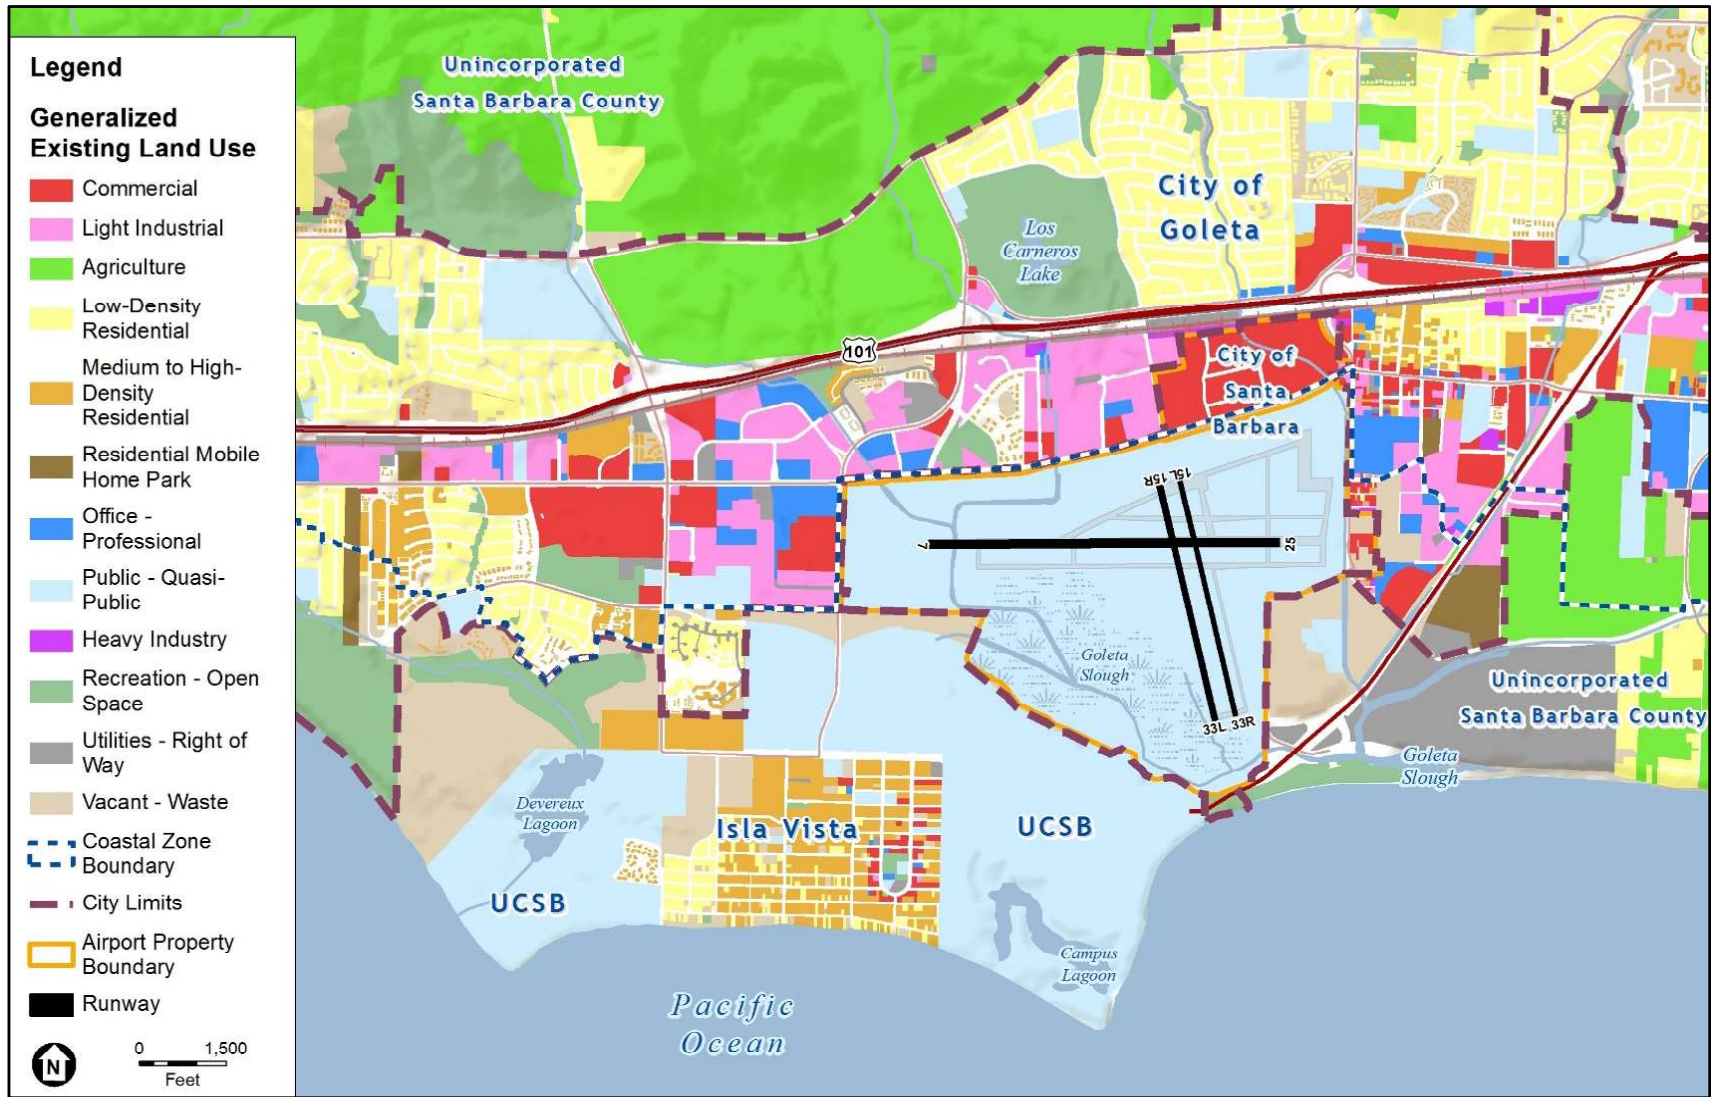 Legend
Generalized
Existing Land Use
Commercial
Light Industrial
Agriculture
Low-Density
Residential
Medium to High-
Density
Residential
Residential Mobile
Home Park
Office -
Professional
Public - Quasi-
Public
Heavy Industry
Recreation - Open
Space
Utilities - Right of
Way
Vacant - Waste
Coastal Zone
Boundary
City Limits
Airport Property
Boundary
Runway
N
0 1,500
Feet
Unincorporated
Santa Barbara County
City of
Goleta
Los
Carneros
Lake
101
City of
Santa
Barbara
15R 15L
7
25
Goleta
Slough
33L 33R
Unincorporated
Santa Barbara County
Goleta
Slough
Devereux
Lagoon
Isla Vista
UCSB
UCSB
Campus
Lagoon
Pacific
Ocean